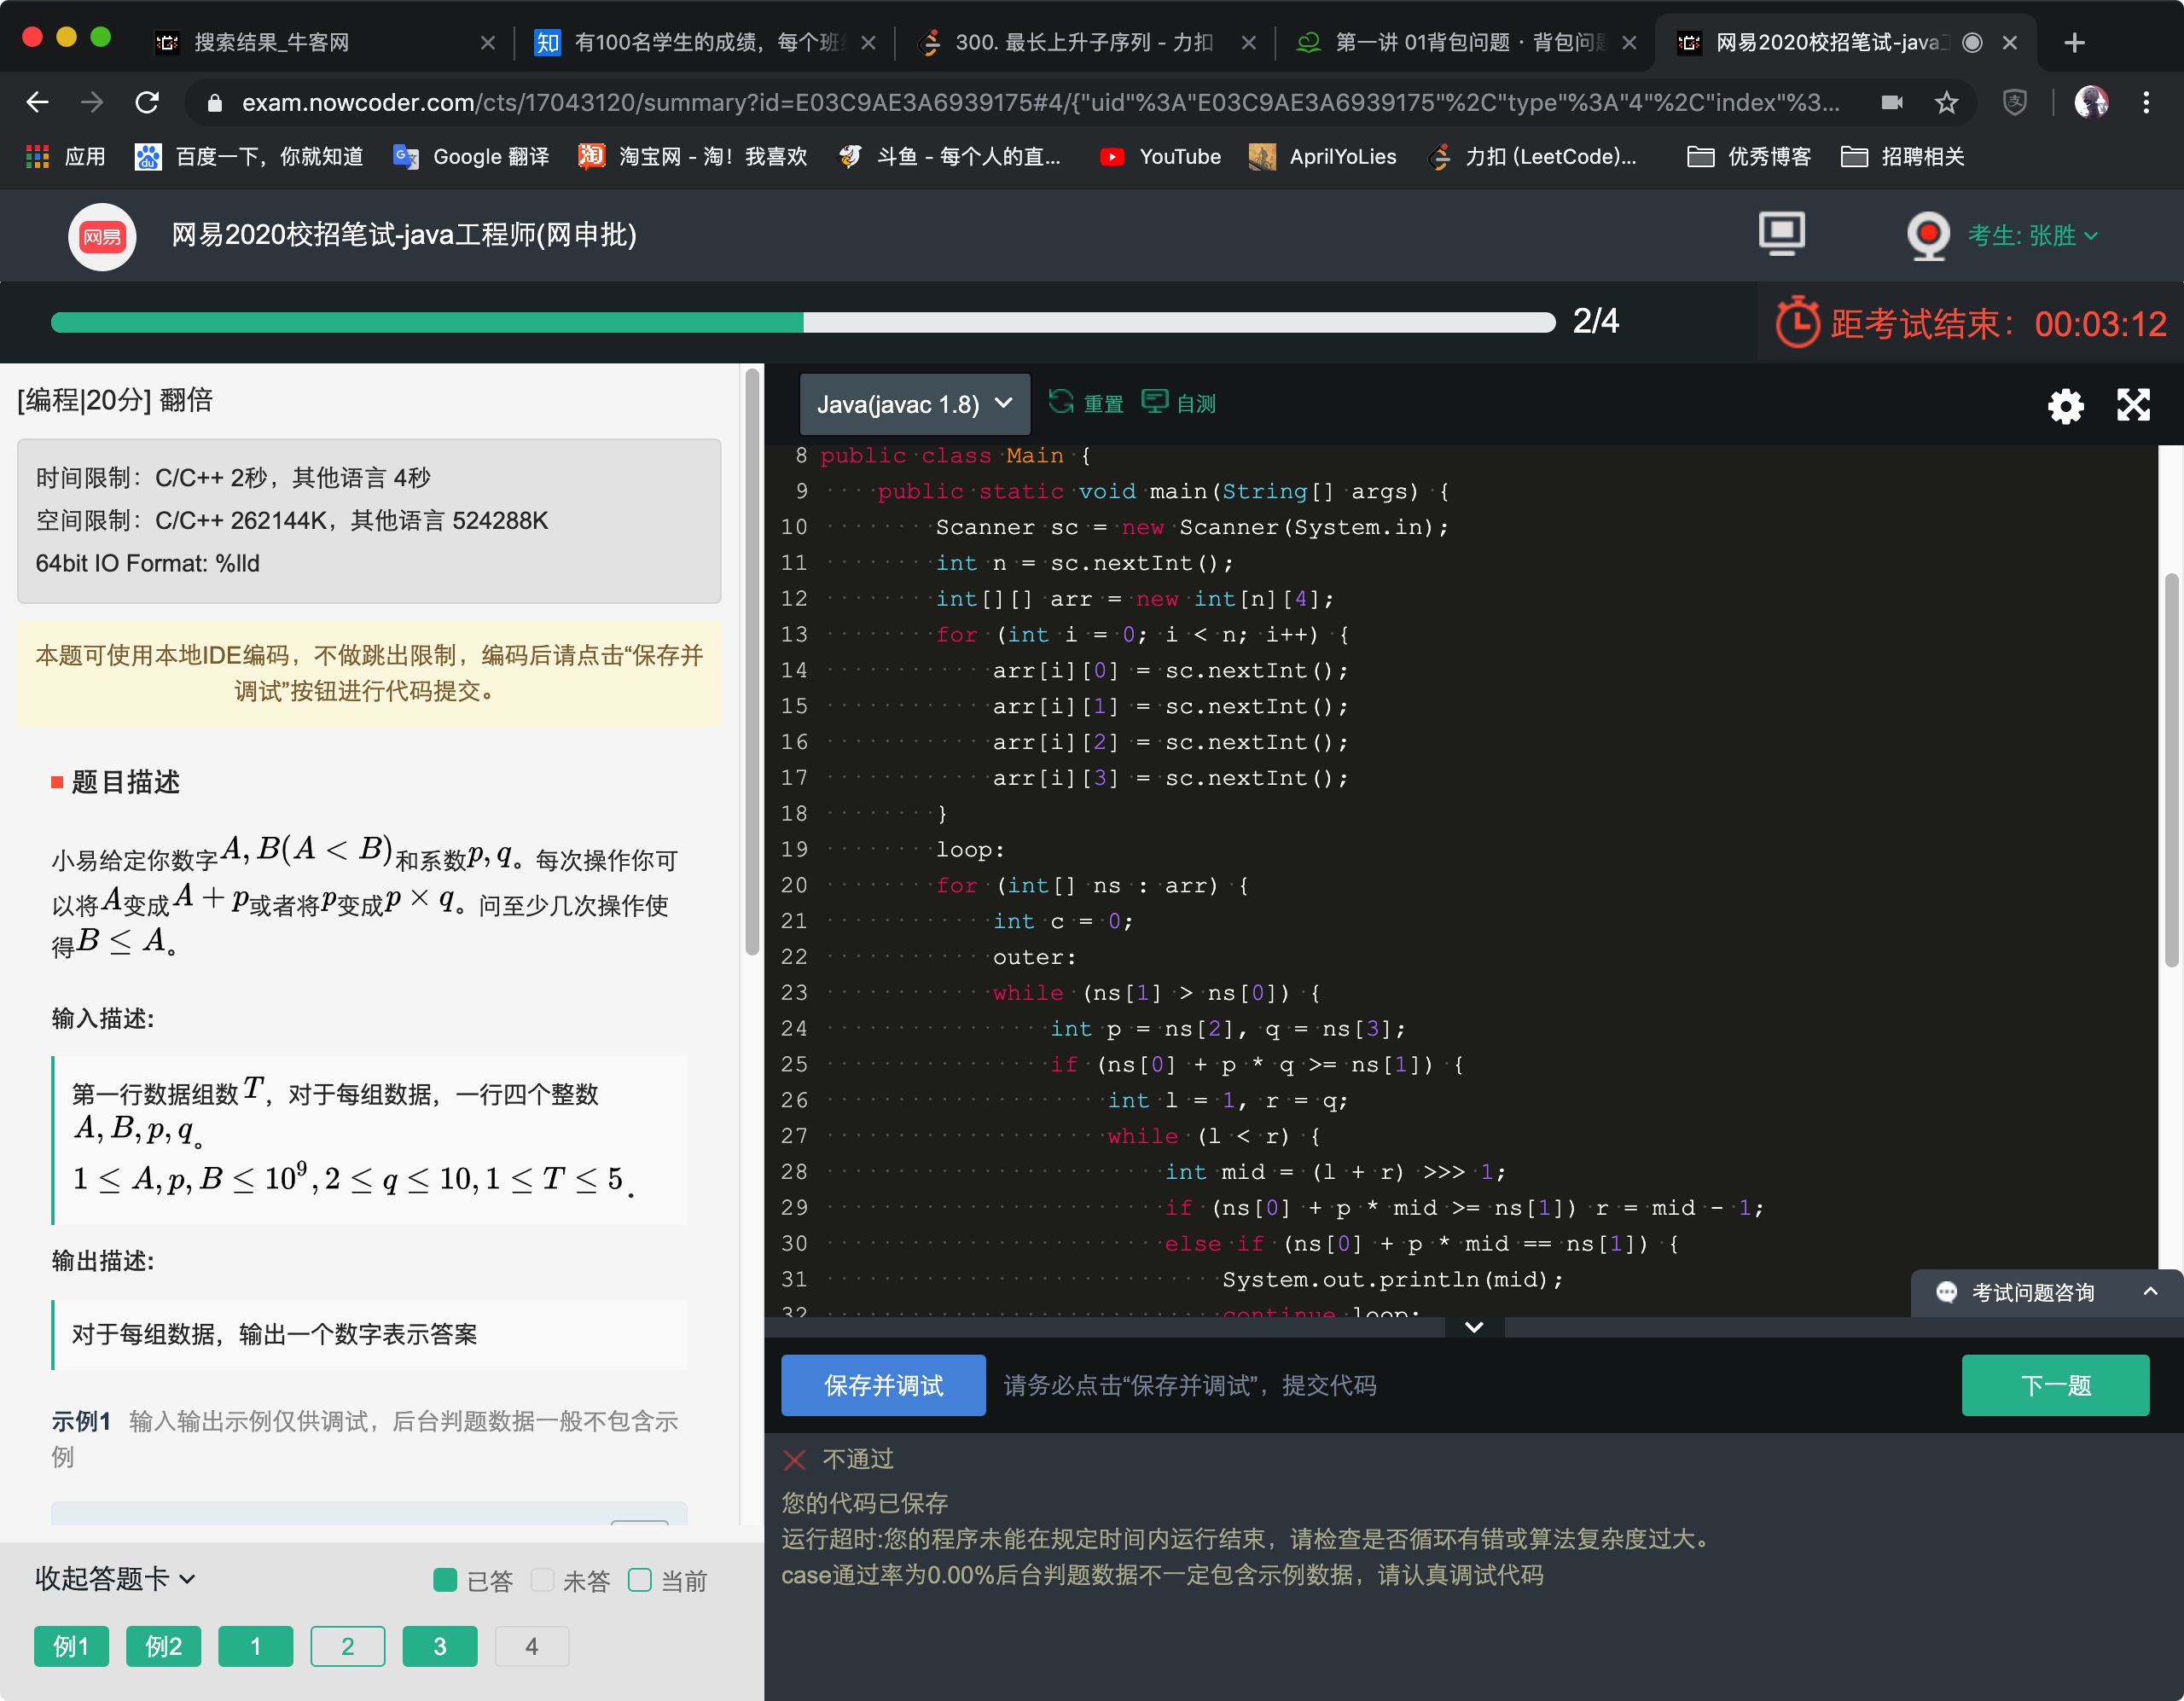 搜索结果_牛客网
有100名学生的成绩，每个班
300. 最长上升子序列 - 力扣
第一讲 01背包问题 · 背包问
网易2020校招笔试-java
exam.nowcoder.com/cts/17043120/summary?id=E03C9AE3A6939175#4/{"uid"%3A"E03C9AE3A6939175"%2C"type"%3A"4"%2C"index"%3...
应用
百度一下，你就知道
Google 翻译
淘宝网 - 淘！我喜欢
斗鱼 - 每个人的直...
YouTube
AprilYoLies
力扣 (LeetCode)...
优秀博客
招聘相关
网易
网易2020校招笔试-java工程师(网申批)
考生: 张胜
2/4
距考试结束：00:03:12
[编程|20分] 翻倍
时间限制：C/C++ 2秒，其他语言 4秒
空间限制：C/C++ 262144K，其他语言 524288K
64bit IO Format: %lld
本题可使用本地IDE编码，不做跳出限制，编码后请点击“保存并
调试”按钮进行代码提交。
题目描述
小易给定你数字A, B(A < B)和系数p, q。每次操作你可
以将A变成A + p或者将p变成p × q。问至少几次操作使
得B ≤ A。
输入描述:
第一行数据组数T，对于每组数据，一行四个整数
A, B, p, q。
1 ≤ A, p, B ≤ 10^9, 2 ≤ q ≤ 10, 1 ≤ T ≤ 5 .
输出描述:
对于每组数据，输出一个数字表示答案
示例1 输入输出示例仅供调试，后台判题数据一般不包含示
例
收起答题卡
已答
未答
当前
例1
例2
1
2
3
4
Java(javac 1.8)
重置
自测
8 public class Main {
9     public static void main(String[] args) {
10         Scanner sc = new Scanner(System.in);
11         int n = sc.nextInt();
12         int[][] arr = new int[n][4];
13         for (int i = 0; i < n; i++) {
14             arr[i][0] = sc.nextInt();
15             arr[i][1] = sc.nextInt();
16             arr[i][2] = sc.nextInt();
17             arr[i][3] = sc.nextInt();
18         }
19         loop:
20         for (int[] ns : arr) {
21             int c = 0;
22             outer:
23             while (ns[1] > ns[0]) {
24                 int p = ns[2], q = ns[3];
25                 if (ns[0] + p * q >= ns[1]) {
26                     int l = 1, r = q;
27                     while (l < r) {
28                         int mid = (l + r) >>> 1;
29                         if (ns[0] + p * mid >= ns[1]) r = mid - 1;
30                         else if (ns[0] + p * mid == ns[1]) {
31                             System.out.println(mid);
32                             continue loop;
考试问题咨询
保存并调试
请务必点击“保存并调试”，提交代码
下一题
不通过
您的代码已保存
运行超时:您的程序未能在规定时间内运行结束，请检查是否循环有错或算法复杂度过大。
case通过率为0.00%后台判题数据不一定包含示例数据，请认真调试代码